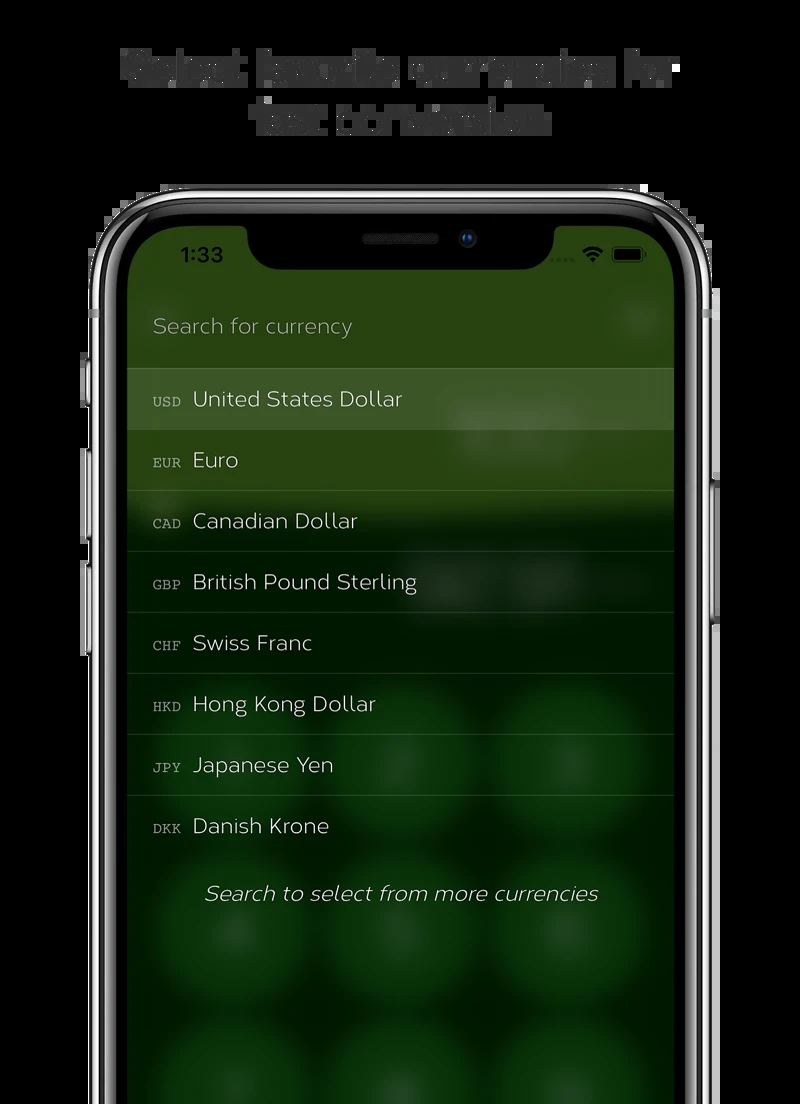 Select favorite currencies for
fast conversion
1:33
Search for currency
USD United States Dollar
EUR Euro
CAD Canadian Dollar
GBP British Pound Sterling
CHF Swiss Franc
HKD Hong Kong Dollar
JPY Japanese Yen
DKK Danish Krone
Search to select from more currencies